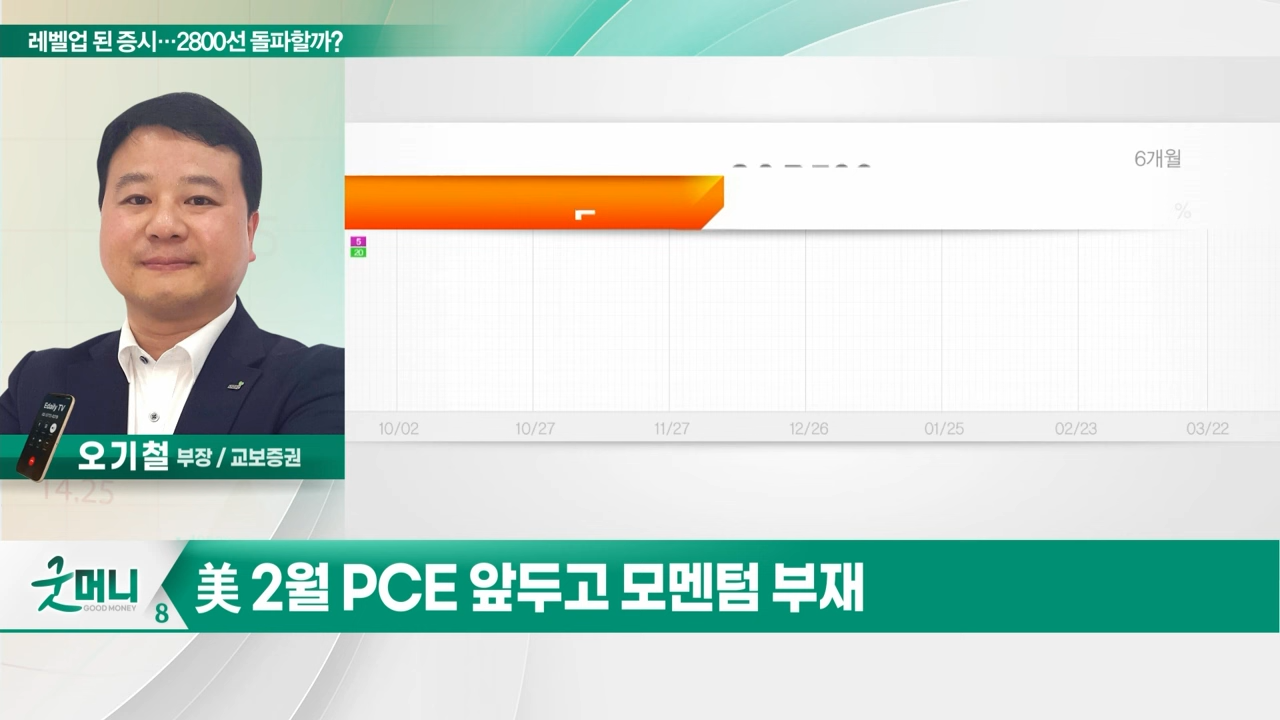 레벨업 된 증시…2800선 돌파할까?
6개월
%
5
20
10/02 10/27 11/27 12/26 01/25 02/23 03/22
Edaily TV
오기철 부장 / 교보증권
14.25
굿머니
GOOD MONEY
8
美 2월 PCE 앞두고 모멘텀 부재